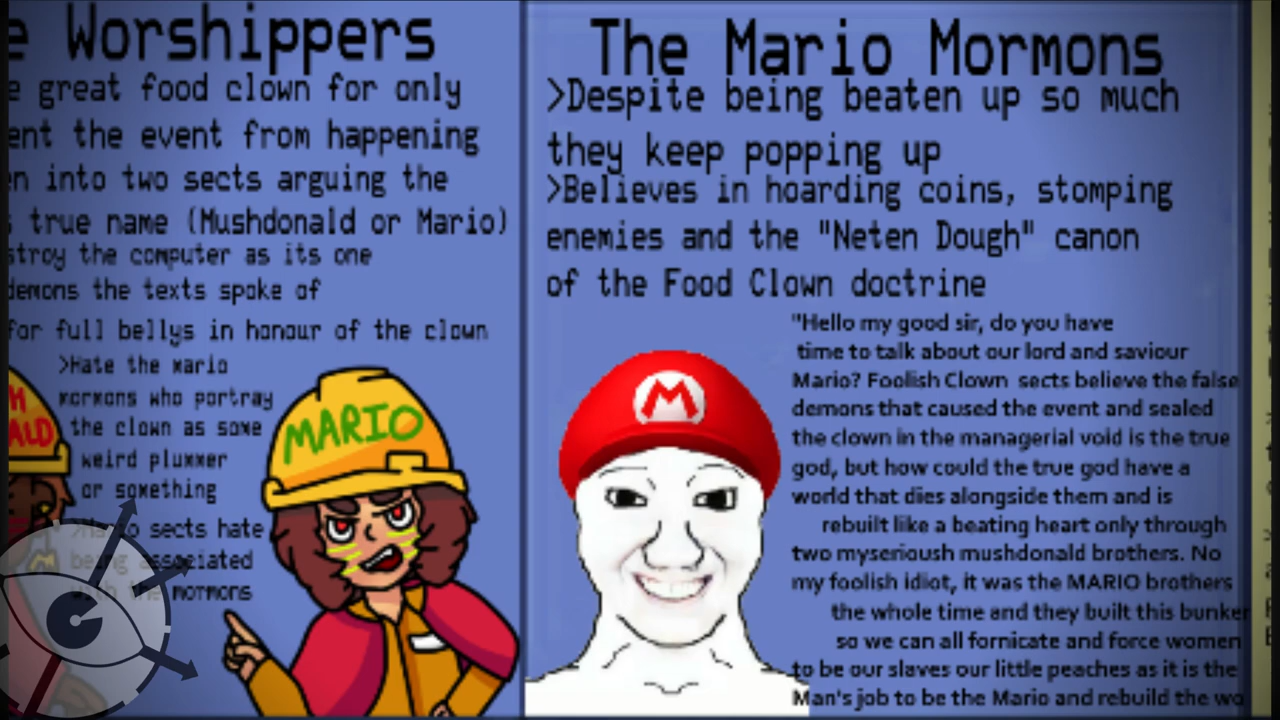 e Worshippers
e great food clown for only
ent the event from happening
en into two sects arguing the
s true name (Mushdonald or Mario)
stroy the computer as its one
demons the texts spoke of
for full bellys in honour of the clown
>Hate the mario
mormons who portray
the clown as some
weird plummer
or something
sects hate
being associated
with the mormons
H
ALD
MARIO
The Mario Mormons
>Despite being beaten up so much
they keep popping up
>Believes in hoarding coins, stomping
enemies and the "Neten Dough" canon
of the Food Clown doctrine
M
"Hello my good sir, do you have
time to talk about our lord and saviour
Mario? Foolish Clown sects believe the false
demons that caused the event and sealed
the clown in the managerial void is the true
god, but how could the true god have a
world that dies alongside them and is
rebuilt like a beating heart only through
two myserioush mushdonald brothers. No
my foolish idiot, it was the MARIO brothers
the whole time and they built this bunker
so we can all fornicate and force women
to be our slaves our little peaches as it is the
Man's job to be the Mario and rebuild the wo